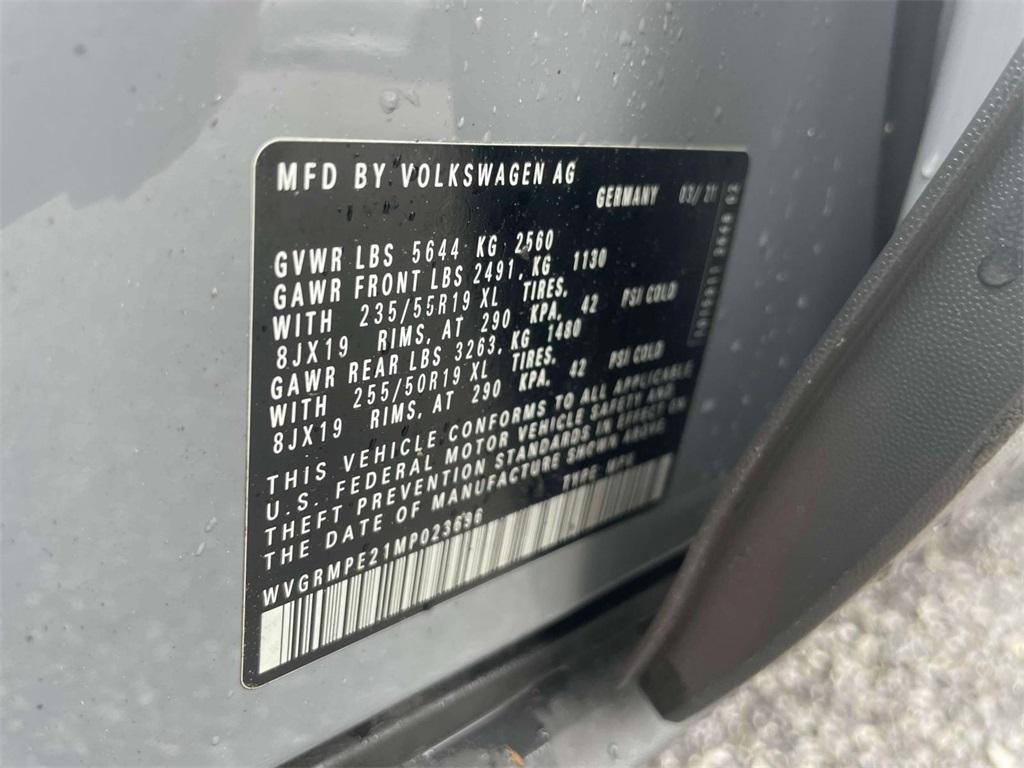 MFD BY VOLKSWAGEN AG
GERMANY 03/21
GVWR LBS 5644 KG 2560
GAWR FRONT LBS 2491, KG 1130
WITH 235/55R19 XL TIRES,
8JX19 RIMS, AT 290 KPA, 42 PSI COLD
GAWR REAR LBS 3263, KG 1480
WITH 255/50R19 XL TIRES,
8JX19 RIMS, AT 290 KPA, 42 PSI COLD
THIS VEHICLE CONFORMS TO ALL APPLICABLE
U.S. FEDERAL MOTOR VEHICLE SAFETY AND
THEFT PREVENTION STANDARDS IN EFFECT ON
THE DATE OF MANUFACTURE SHOWN ABOVE.
WVGRMPE21MP023696 TYPE: MPV